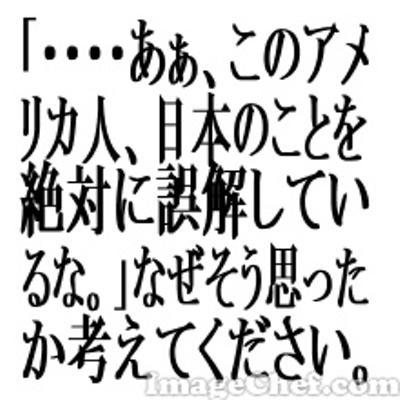 「・・・・あぁ、このアメ
リカ人、日本のことを
絶対に誤解してい
るな。」なぜそう思った
か考えてください。
ImageChef.com